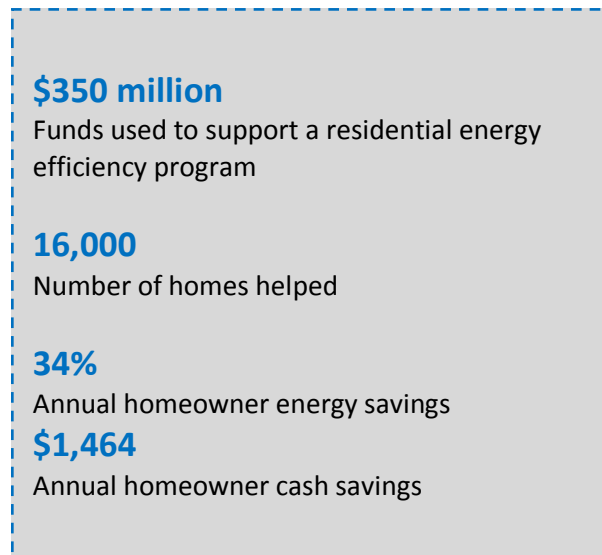 $350 million
Funds used to support a residential energy
efficiency program
16,000
Number of homes helped
34%
Annual homeowner energy savings
$1,464
Annual homeowner cash savings